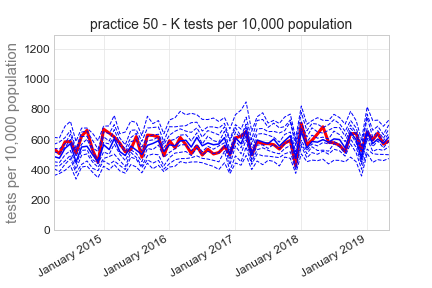 practice 50 - K tests per 10,000 population
tests per 10,000 population
1200
1000
800
600
400
200
0
January 2015
January 2016
January 2017
January 2018
January 2019